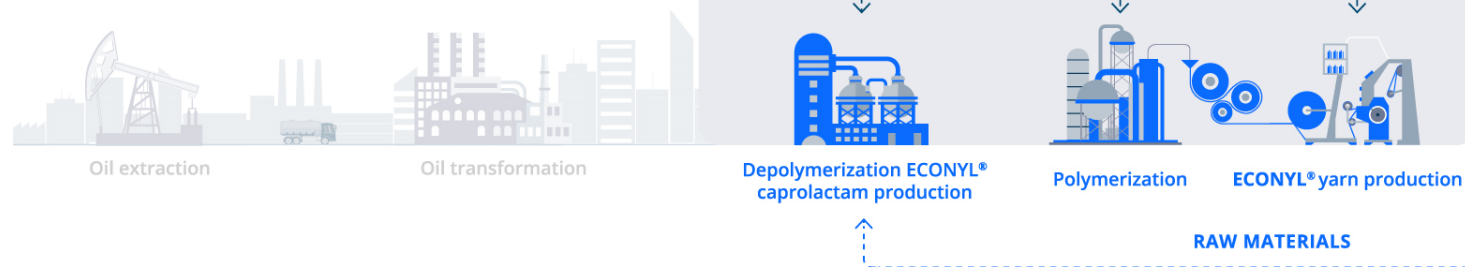 Oil extraction
Oil transformation
Depolymerization ECONYL®
caprolactam production
Polymerization
ECONYL® yarn production
RAW MATERIALS